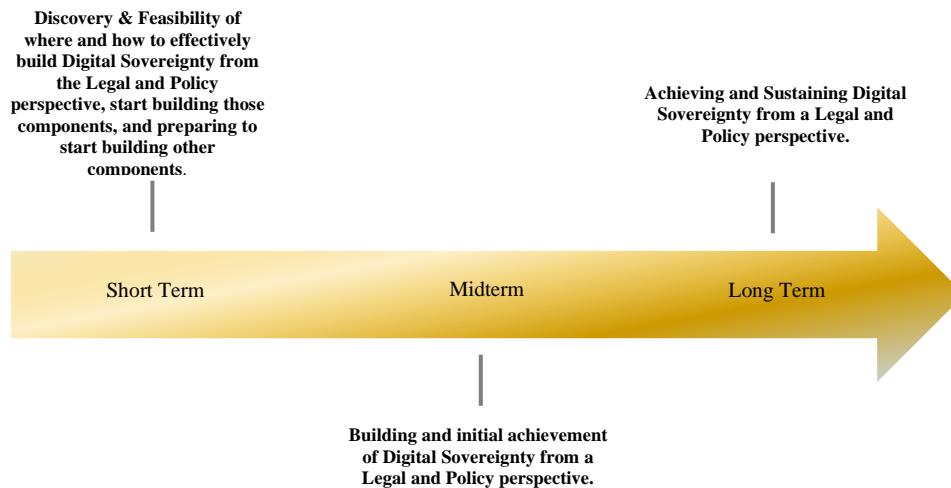 Discovery & Feasibility of
where and how to effectively
build Digital Sovereignty from
the Legal and Policy
perspective, start building those
components, and preparing to
start building other
components.
Achieving and Sustaining Digital
Sovereignty from a Legal and
Policy perspective.
Short Term
Midterm
Long Term
Building and initial achievement
of Digital Sovereignty from a
Legal and Policy perspective.